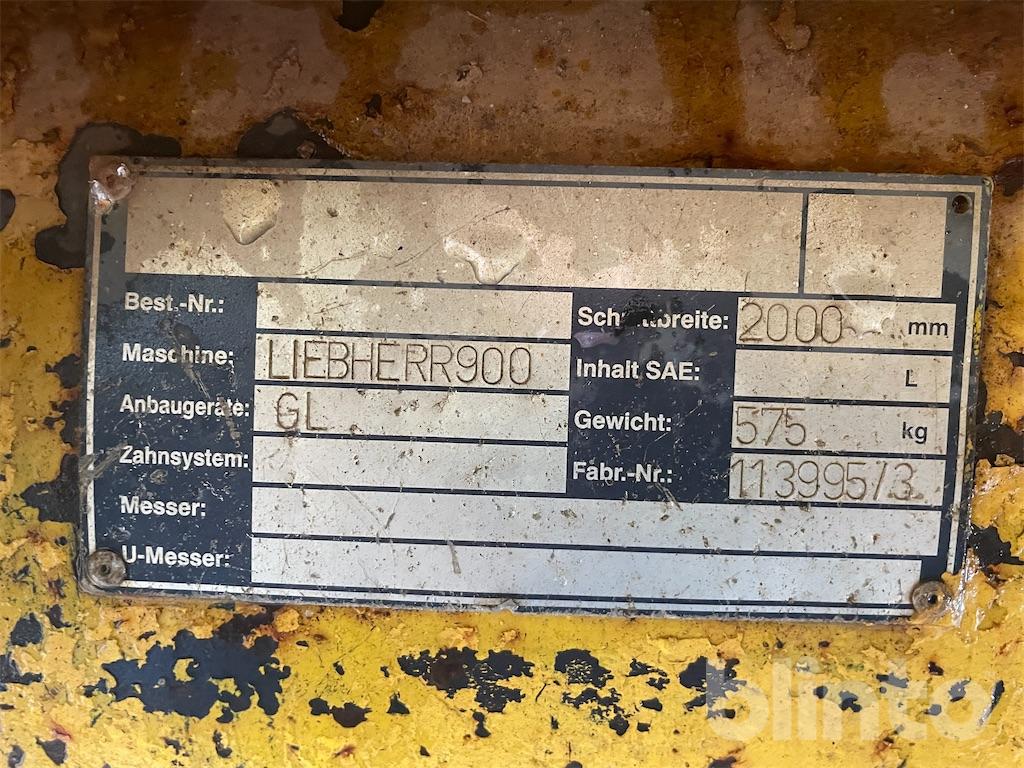 Best.-Nr.:
Maschine: LIEBHERR900
Anbaugeräte: GL
Zahnsystem:
Messer:
U-Messer:
Schnittbreite: 2000 mm
Inhalt SAE: L
Gewicht: 575 kg
Fabr.-Nr.: 113995/3
blinto